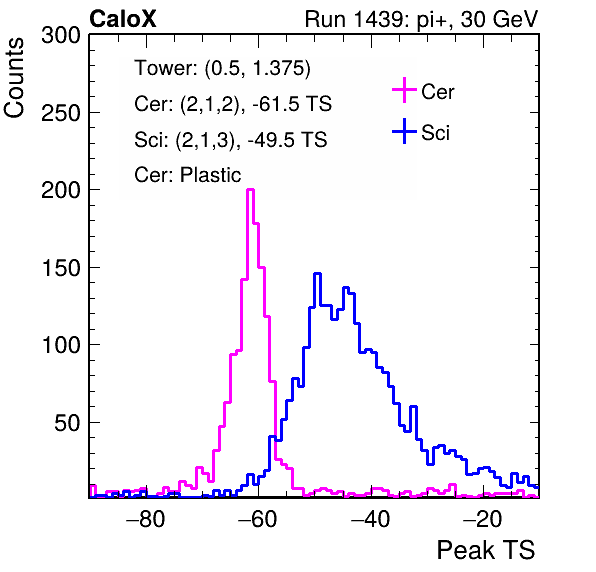 CaloX Run 1439: pi+, 30 GeV
Counts
300
250
200
150
100
50
Tower: (0.5, 1.375)
Cer: (2,1,2), -61.5 TS
Sci: (2,1,3), -49.5 TS
Cer: Plastic
Cer
Sci
−80 −60 −40 −20
Peak TS